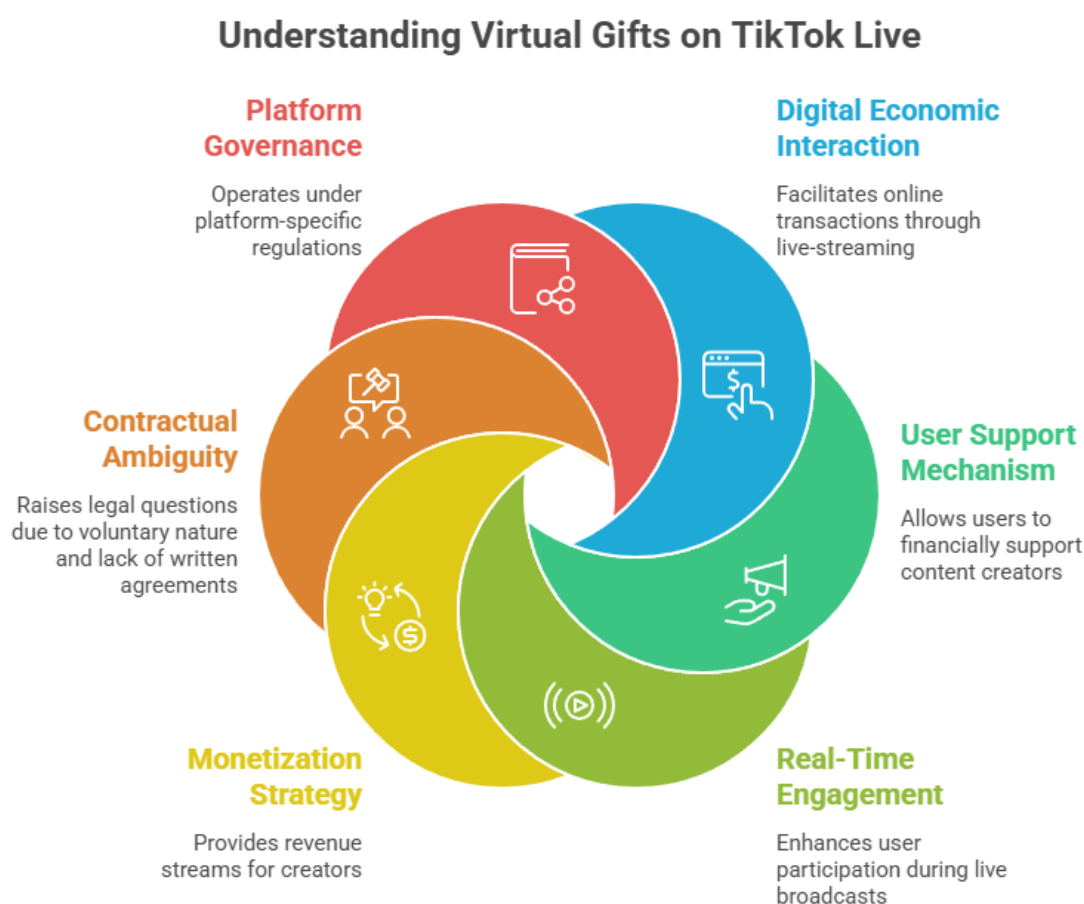 Understanding Virtual Gifts on TikTok Live
Platform
Governance
Operates under
platform-specific
regulations
Digital Economic
Interaction
Facilitates online
transactions through
live-streaming
Contractual
Ambiguity
Raises legal questions
due to voluntary nature
and lack of written
agreements
User Support
Mechanism
Allows users to
financially support
content creators
Monetization
Strategy
Provides revenue
streams for creators
Real-Time
Engagement
Enhances user
participation during live
broadcasts
$
$